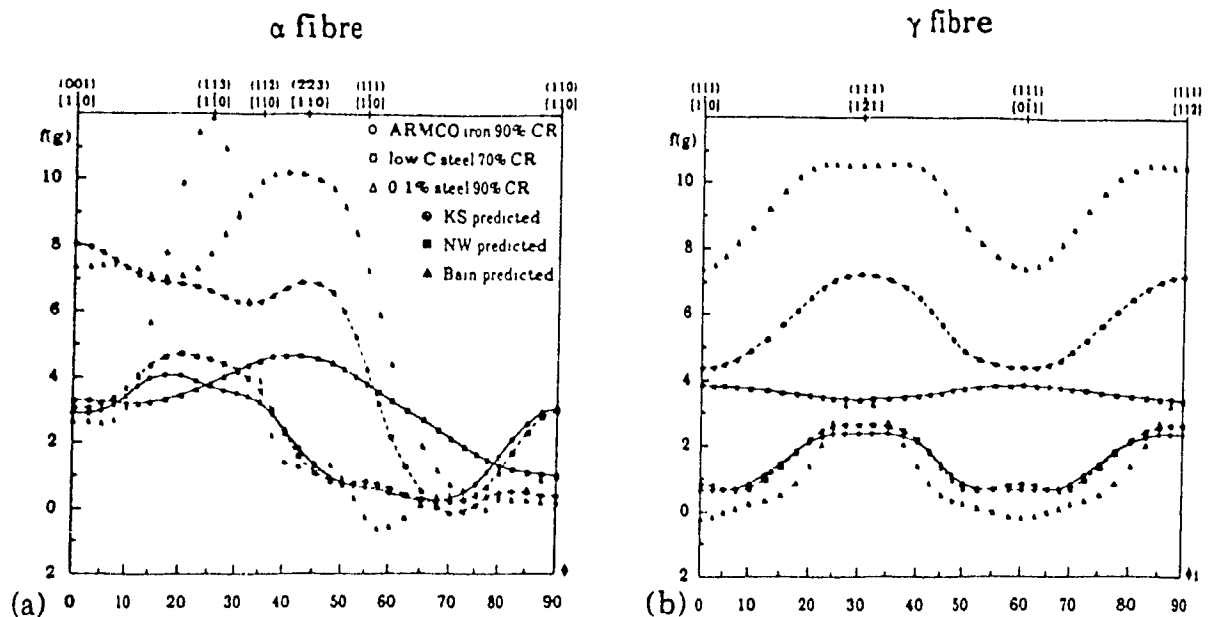 α fibre
γ fibre
(001) (113) (112) (223) (111) (110)
[110] [110] [110] [110] [110] [110]
f(g)
10
8
6
4
2
0
2
ARMCO iron 90% CR
low C steel 70% CR
0 1% steel 90% CR
KS predicted
NW predicted
Bain predicted
(a) 0 10 20 30 40 50 60 70 80 90
(111) (111) (111) (111)
[110] [121] [011] [112]
f(g)
10
8
6
4
2
0
2
(b) 0 10 20 30 40 50 60 70 80 90